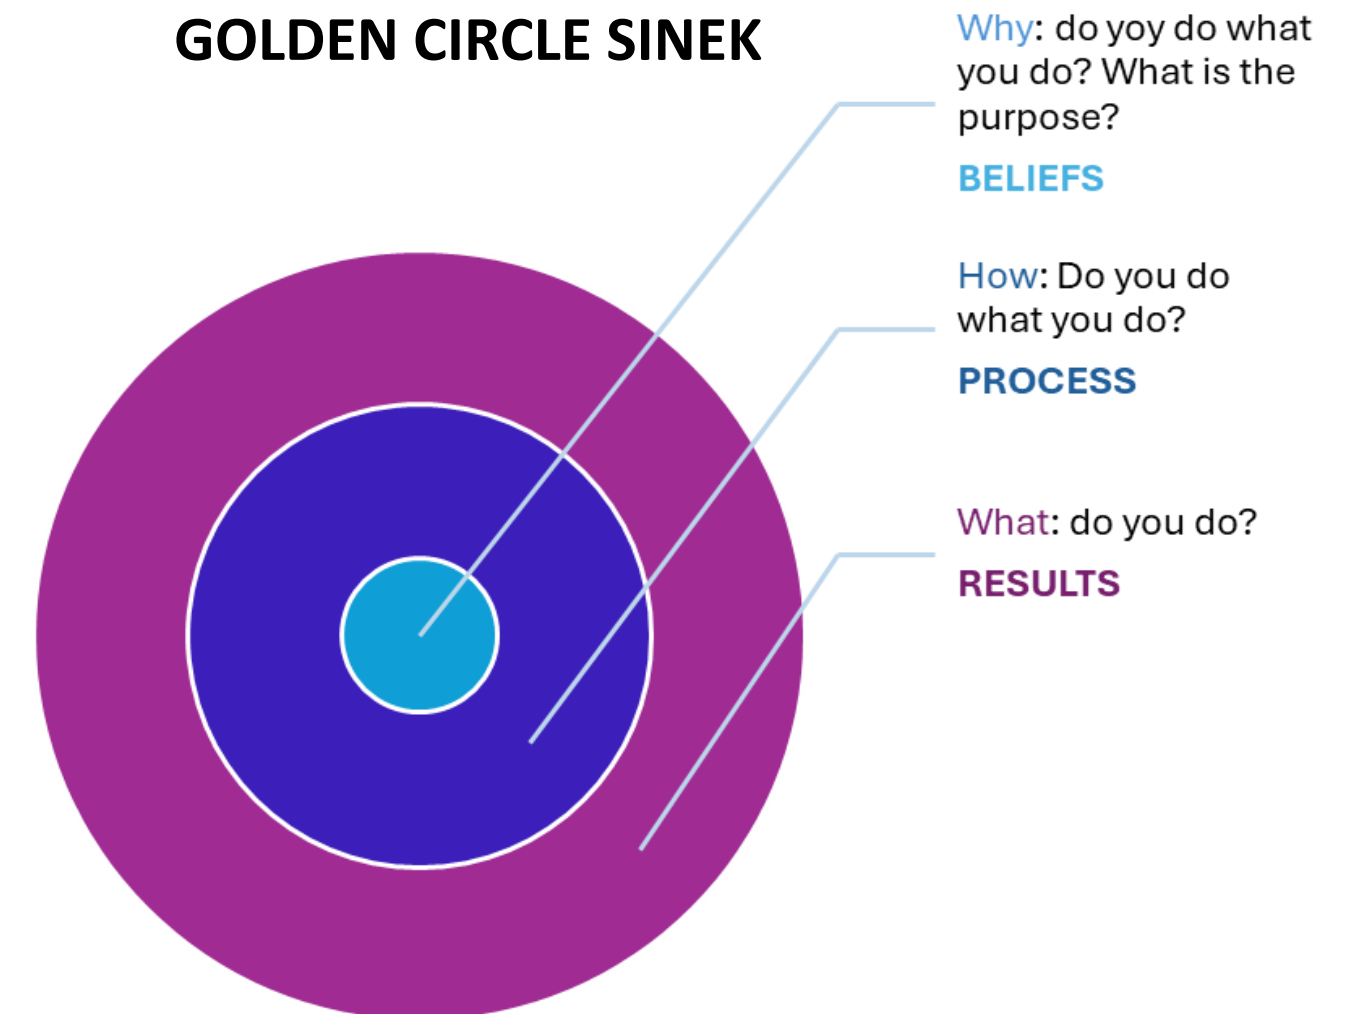 GOLDEN CIRCLE SINEK
Why: do yoy do what
you do? What is the
purpose?
BELIEFS
How: Do you do
what you do?
PROCESS
What: do you do?
RESULTS